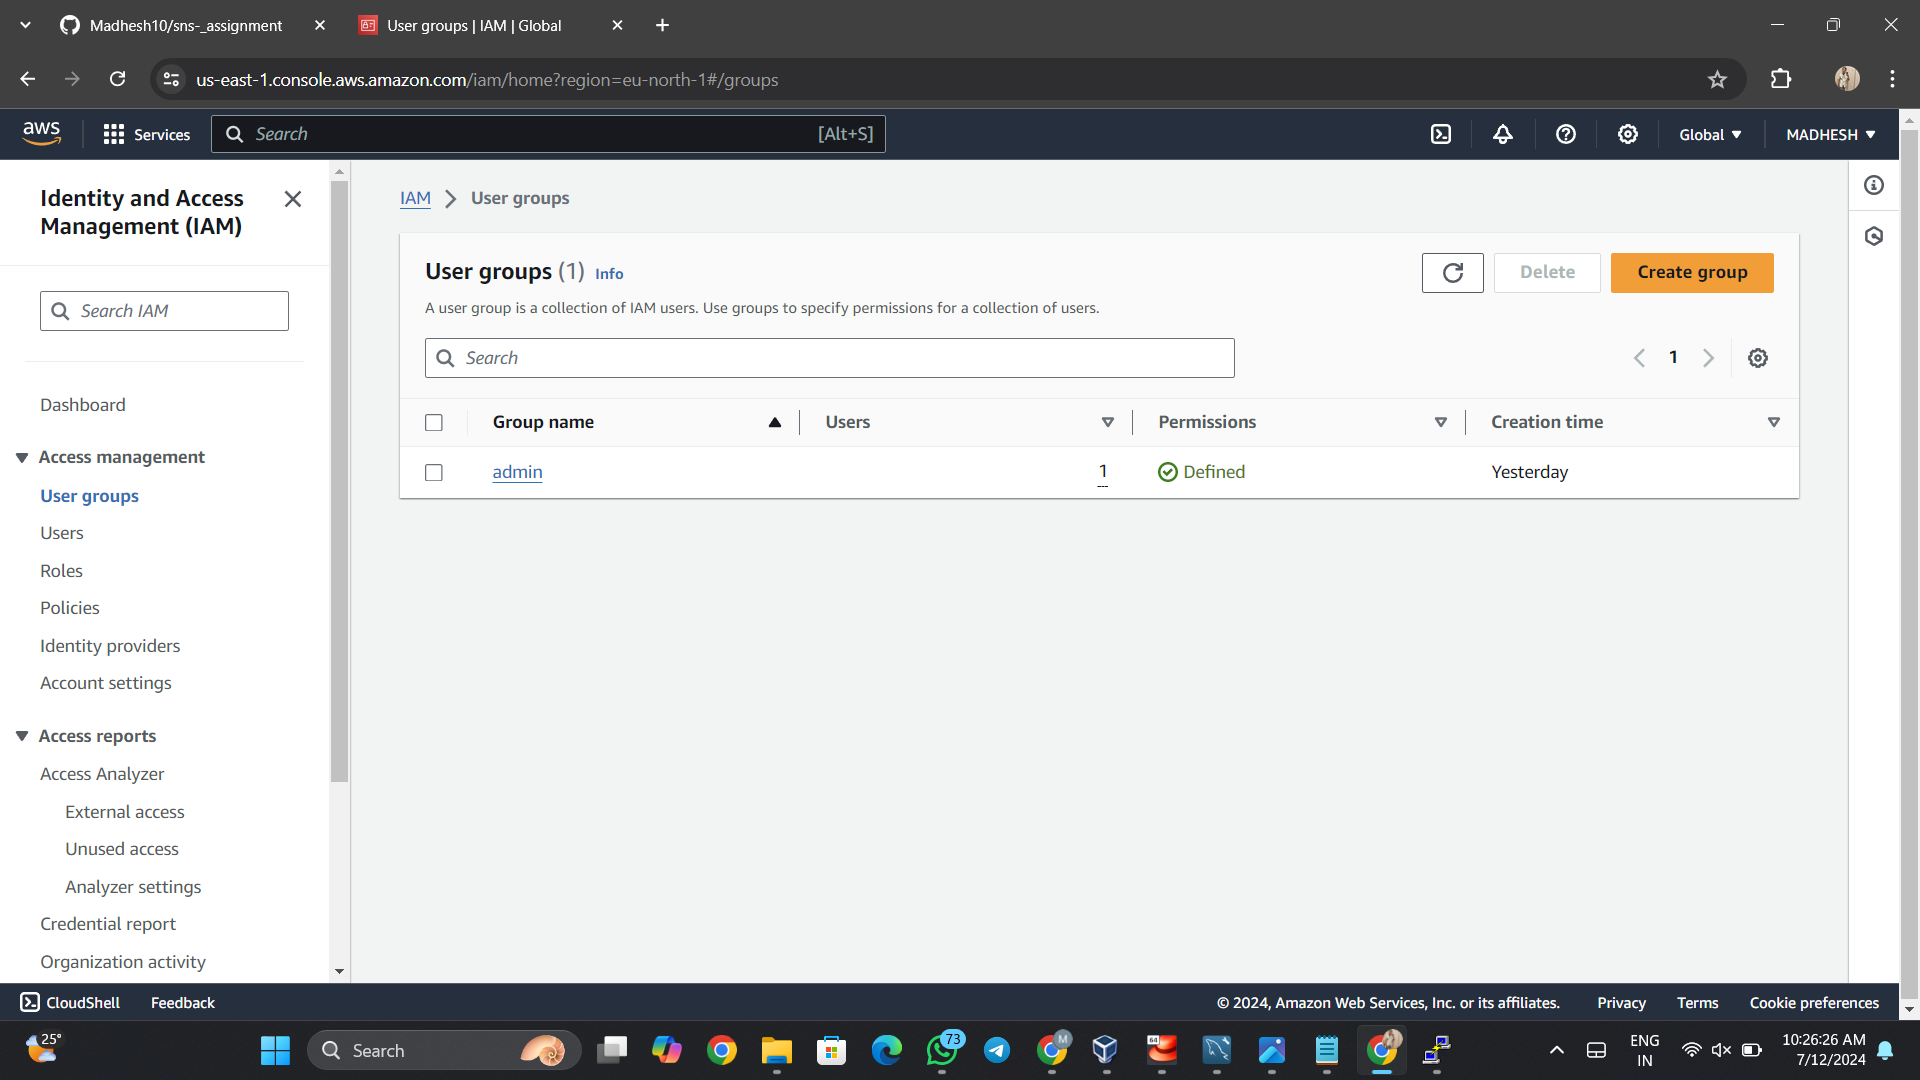 Madhesh10/sns-_assignment
User groups | IAM | Global
us-east-1.console.aws.amazon.com/iam/home?region=eu-north-1#/groups
aws
Services
Search
[Alt+S]
Global
MADHESH
Identity and Access
Management (IAM)
Search IAM
Dashboard
Access management
User groups
Users
Roles
Policies
Identity providers
Account settings
Access reports
Access Analyzer
External access
Unused access
Analyzer settings
Credential report
Organization activity
IAM > User groups
User groups (1) Info
A user group is a collection of IAM users. Use groups to specify permissions for a collection of users.
Delete
Create group
Search
1
Group name Users Permissions Creation time
admin 1 Defined Yesterday
CloudShell
Feedback
© 2024, Amazon Web Services, Inc. or its affiliates.
Privacy
Terms
Cookie preferences
25°
Search
73
M
64
ENG
IN
10:26:26 AM
7/12/2024